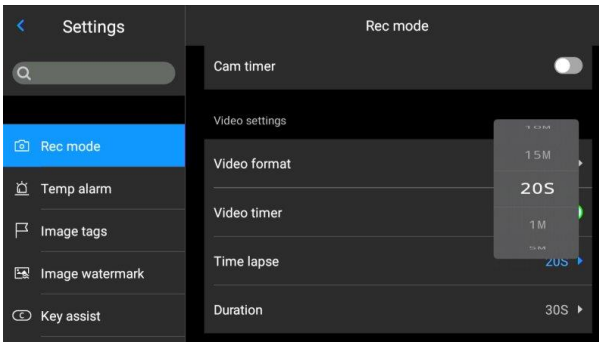 Settings
Rec mode
Cam timer
Video settings
Rec mode
Video format
15M
Temp alarm
20S
Video timer
1M
Image tags
Time lapse
20S
Image watermark
Duration
30S
Key assist